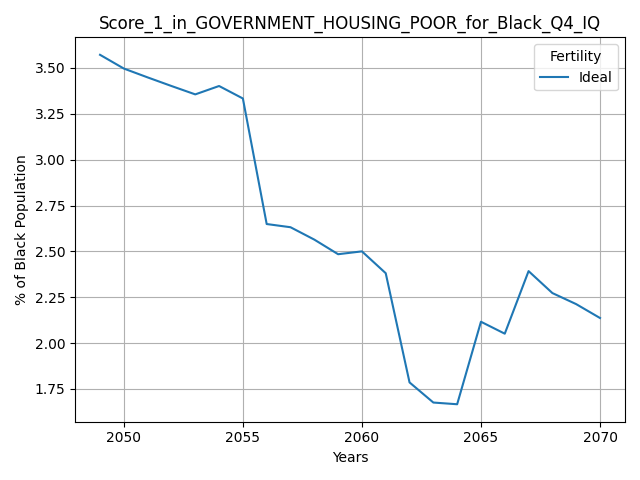 Score_1_in_GOVERNMENT_HOUSING_POOR_for_Black_Q4_IQ
Fertility
Ideal
3.50
3.25
3.00
2.75
2.50
2.25
2.00
1.75
% of Black Population
2050
2055
2060
2065
2070
Years